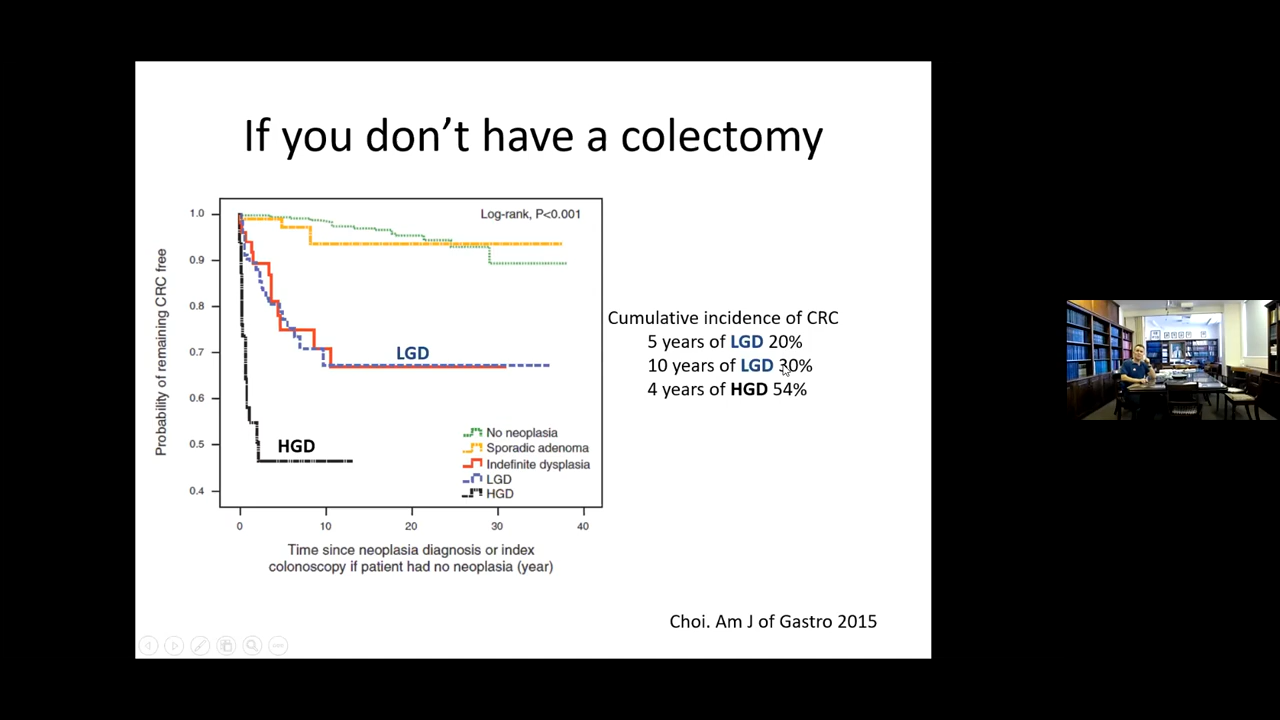 If you don’t have a colectomy
Log-rank, P<0.001
Probability of remaining CRC free
1.0
0.9
0.8
0.7
0.6
0.5
0.4
LGD
HGD
No neoplasia
Sporadic adenoma
Indefinite dysplasia
LGD
HGD
0 10 20 30 40
Time since neoplasia diagnosis or index
colonoscopy if patient had no neoplasia (year)
Cumulative incidence of CRC
5 years of LGD 20%
10 years of LGD 30%
4 years of HGD 54%
Choi. Am J of Gastro 2015